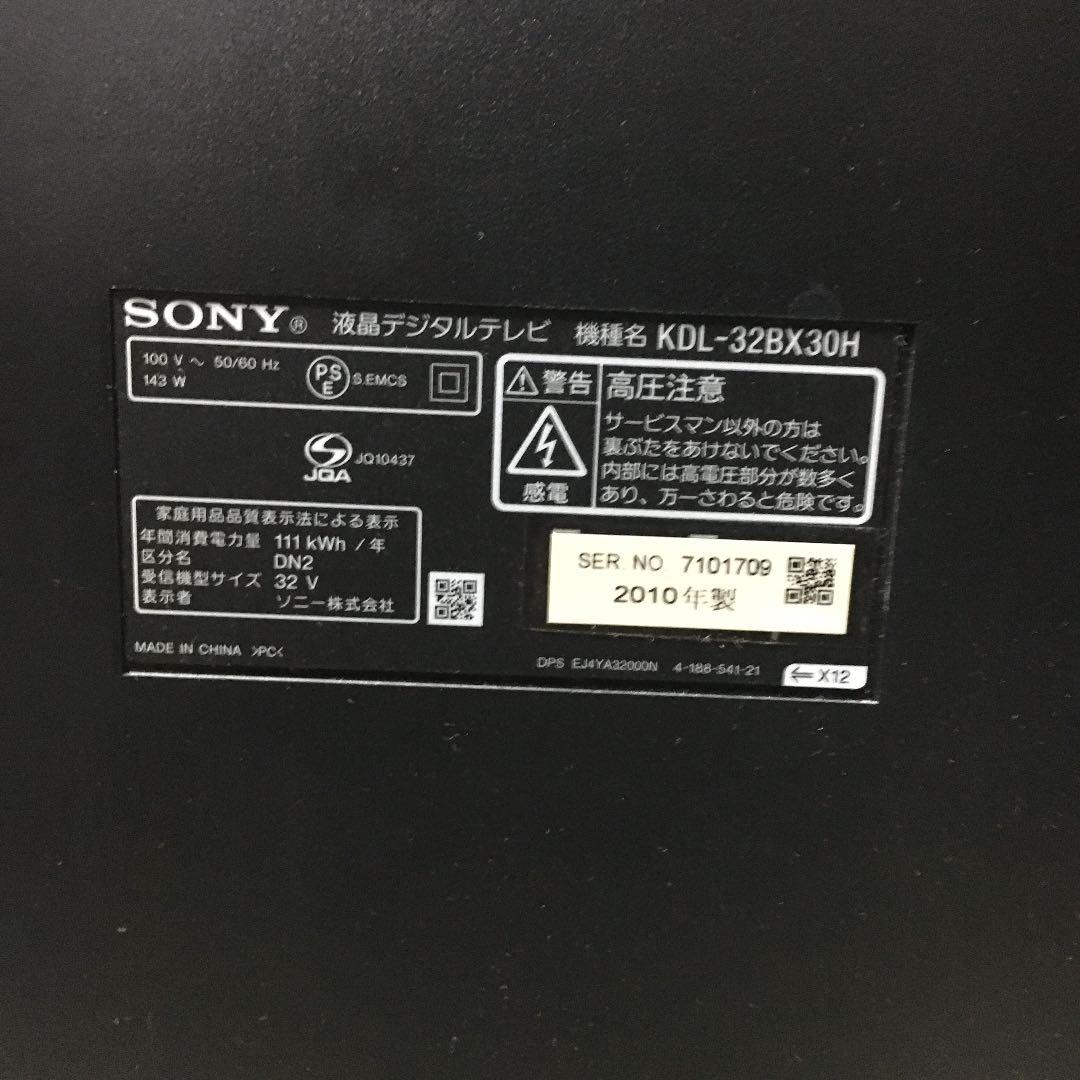 SONY® 液晶デジタルテレビ 機種名 KDL-32BX30H
100 V ～ 50/60 Hz
143 W
PS
E
S.EMCS
警告
高圧注意
サービスマン以外の方は
裏ぶたをあけないでください。
内部には高電圧部分が数多く
あり、万一さわると危険です。
感電
JQA
JQ10437
家庭用品品質表示法による表示
年間消費電力量 111 kWh / 年
区分名 DN2
受信機型サイズ 32 V
表示者 ソニー株式会社
SER. NO 7101709
2010年製
MADE IN CHINA >PC<
DPS EJ4YA32000N 4-188-541-21
⇐ X12